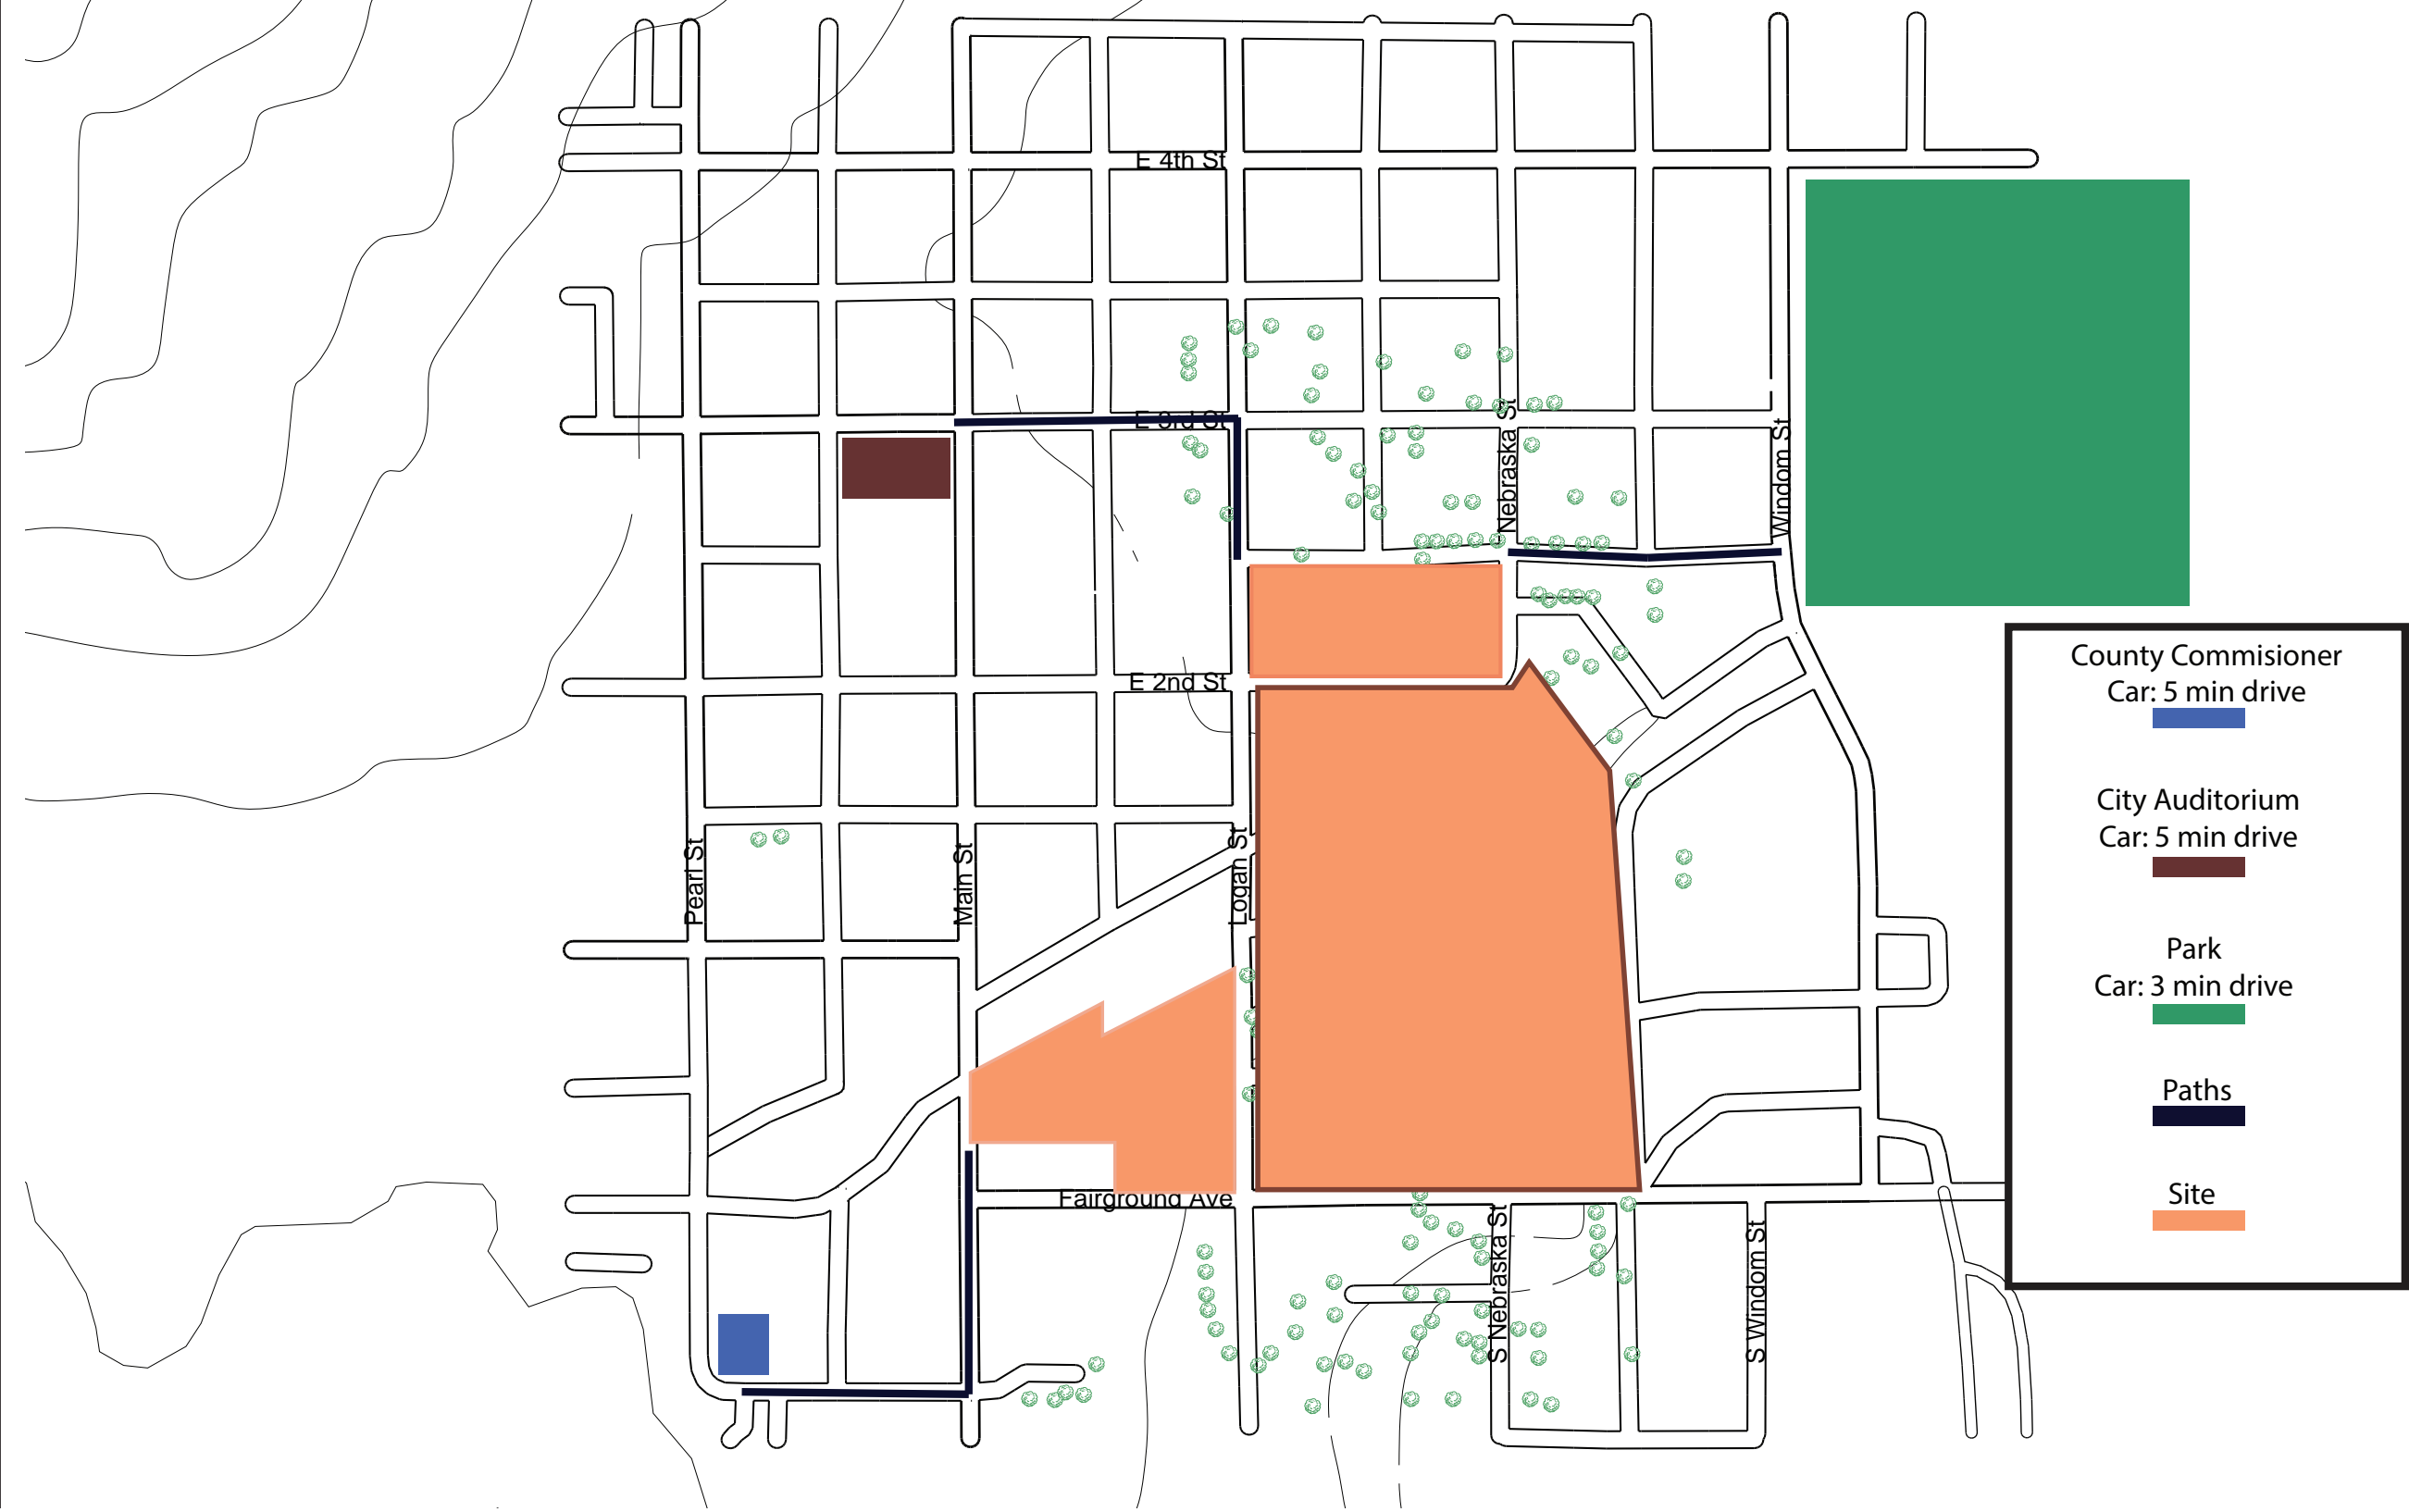 E 4th St
E 3rd St
Nebraska St
Windom St
E 2nd St
Pearl St
Main St
Logan St
Fairground Ave
S Nebraska St
S Windom St
County Commisioner
Car: 5 min drive
City Auditorium
Car: 5 min drive
Park
Car: 3 min drive
Paths
Site